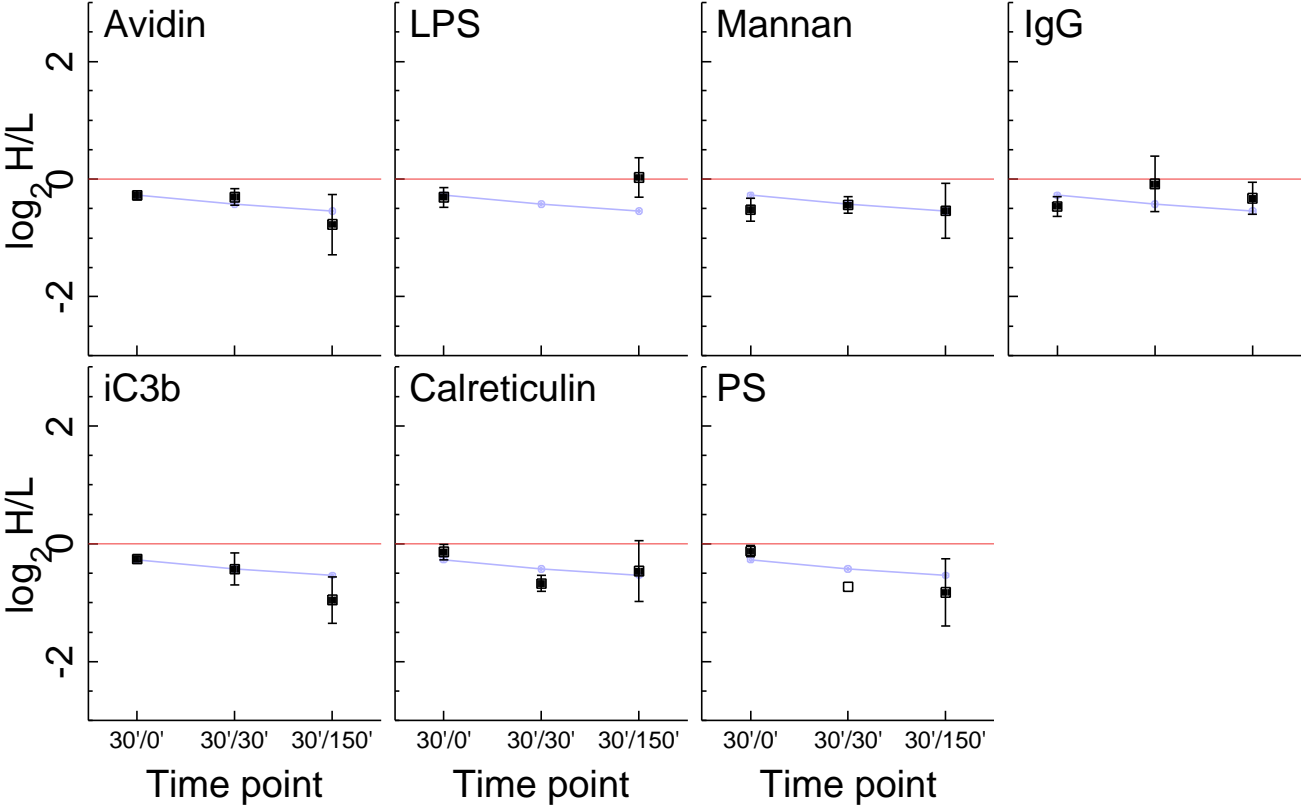 Avidin LPS Mannan IgG
2
0
-2
log2 H/L
iC3b Calreticulin PS
2
0
-2
log2 H/L
30'/0' 30'/30' 30'/150' 30'/0' 30'/30' 30'/150' 30'/0' 30'/30' 30'/150'
Time point Time point Time point